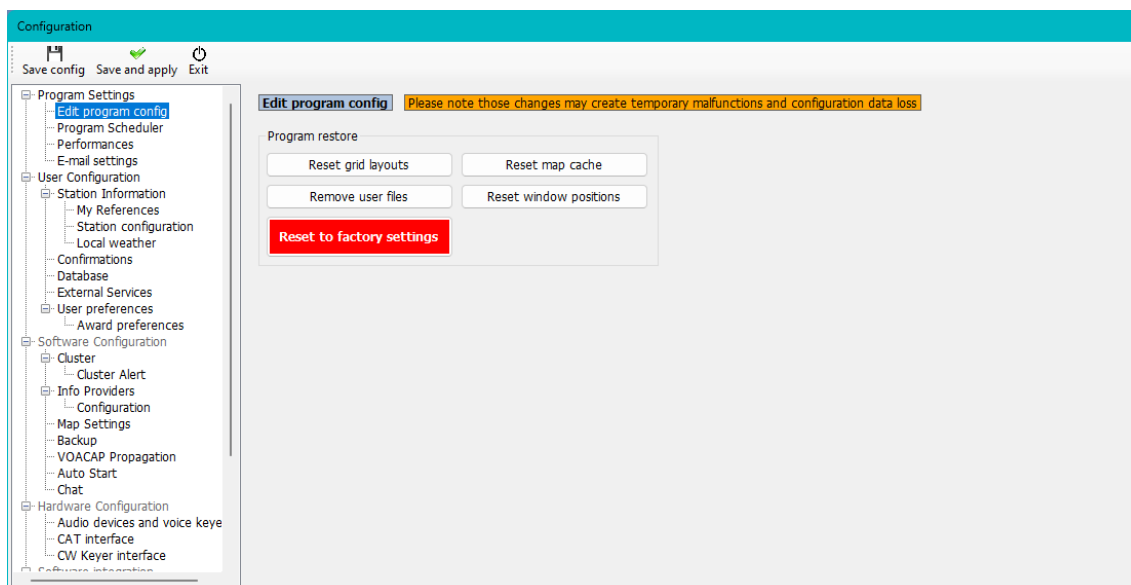 Configuration
Save config Save and apply Exit
Program Settings
Edit program config
Program Scheduler
Performances
E-mail settings
User Configuration
Station Information
My References
Station configuration
Local weather
Confirmations
Database
External Services
User preferences
Award preferences
Software Configuration
Cluster
Cluster Alert
Info Providers
Configuration
Map Settings
Backup
VOACAP Propagation
Auto Start
Chat
Hardware Configuration
Audio devices and voice keye
CAT interface
CW Keyer interface
Software integration
Edit program config Please note those changes may create temporary malfunctions and configuration data loss
Program restore
Reset grid layouts Reset map cache
Remove user files Reset window positions
Reset to factory settings